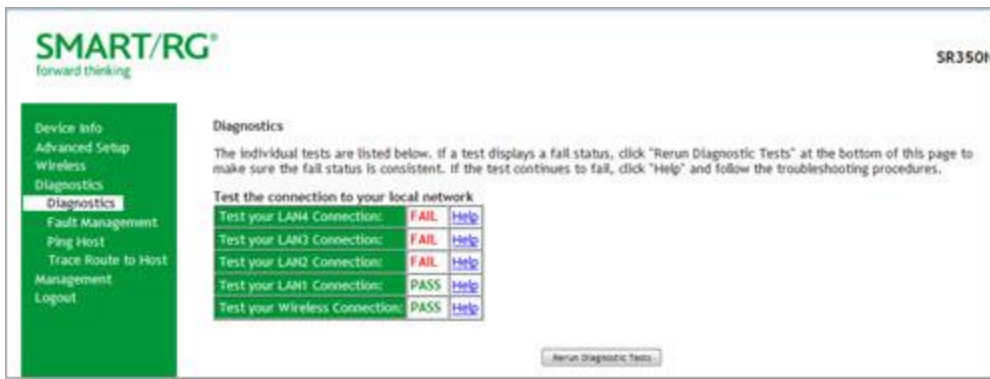 SMART/RG®
forward thinking
SR350N
Device Info
Advanced Setup
Wireless
Diagnostics
Diagnostics
Fault Management
Ping Host
Trace Route to Host
Management
Logout
Diagnostics
The individual tests are listed below. If a test displays a fail status, click "Rerun Diagnostic Tests" at the bottom of this page to
make sure the fail status is consistent. If the test continues to fail, click "Help" and follow the troubleshooting procedures.
Test the connection to your local network
Test your LAN4 Connection: FAIL Help
Test your LAN3 Connection: FAIL Help
Test your LAN2 Connection: FAIL Help
Test your LAN1 Connection: PASS Help
Test your Wireless Connection: PASS Help
Rerun Diagnostic Tests